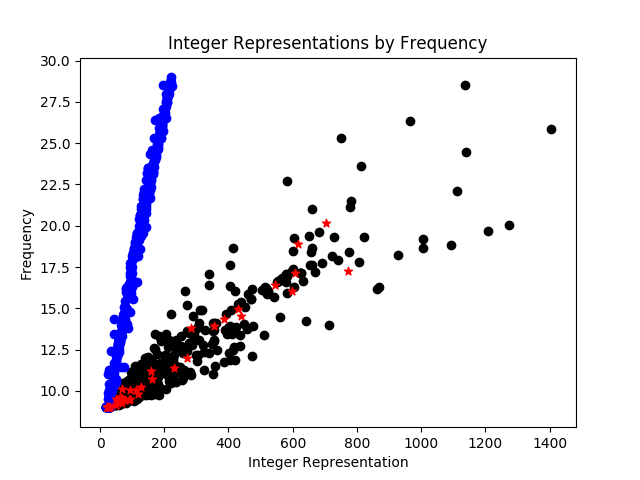 Integer Representations by Frequency
30.0
27.5
25.0
22.5
20.0
17.5
15.0
12.5
10.0
Frequency
0 200 400 600 800 1000 1200 1400
Integer Representation